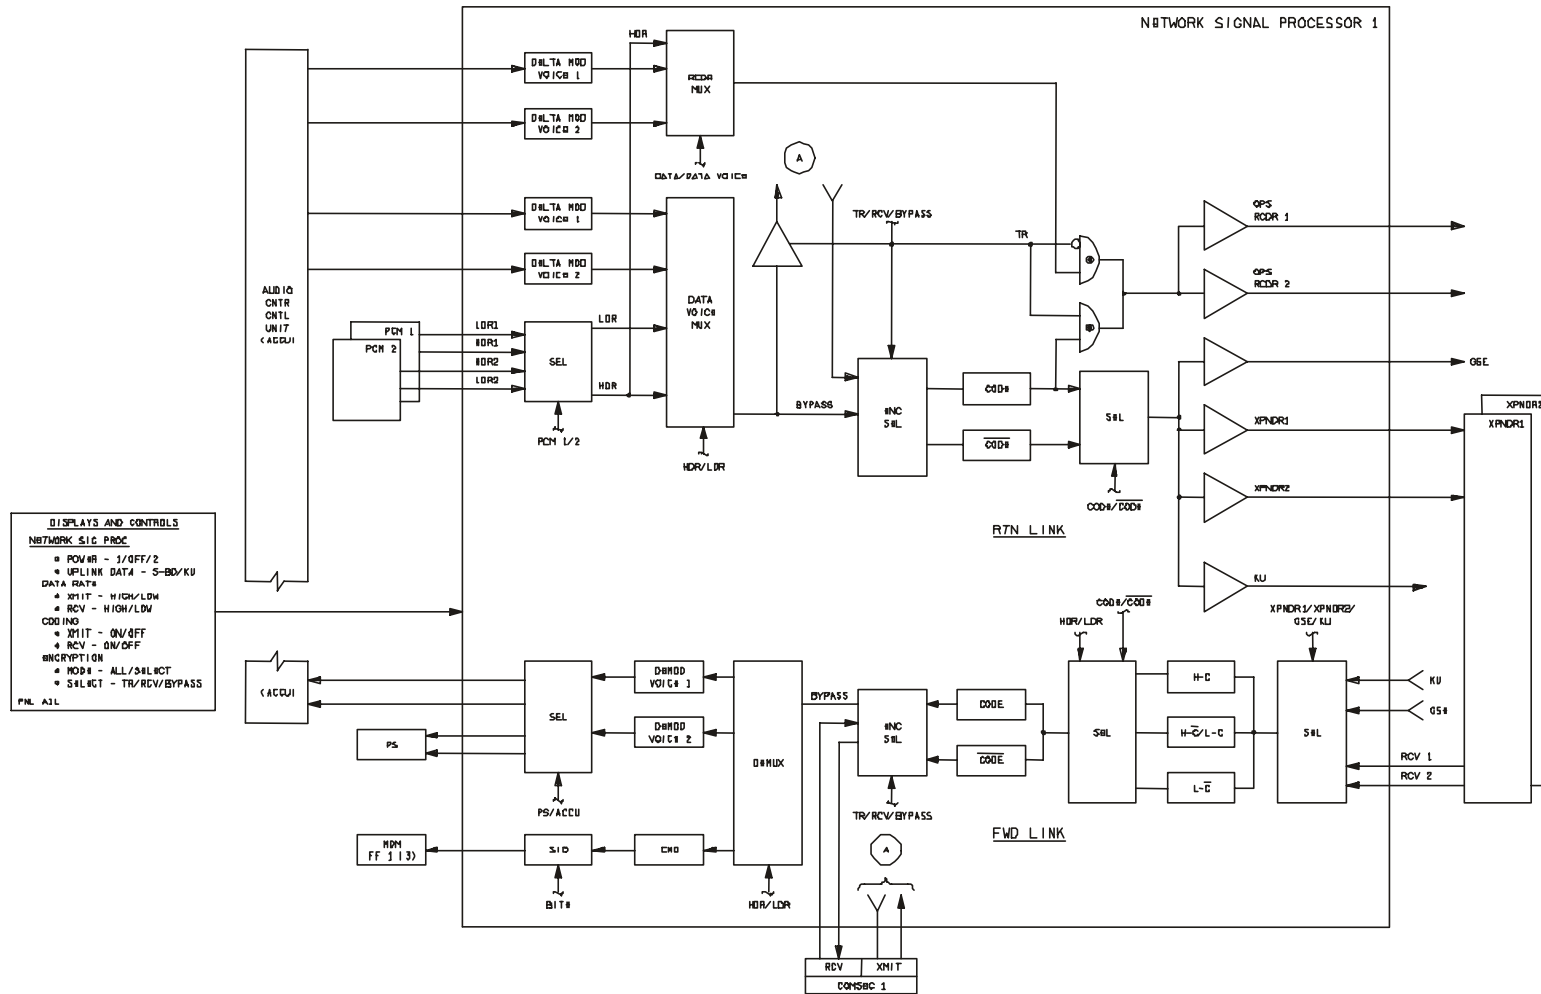 NETWORK SIGNAL PROCESSOR 1
HDR
DELTA MOD
VOICE 1
RCDR
MUX
DELTA MOD
VOICE 2
DATA/DATA VOICE
A
DELTA MOD
VOICE 1
TR/RCV/BYPASS
TR
OPS
RCDR 1
DELTA MOD
VOICE 2
OPS
RCDR 2
AUDIO
CNTR
CNTL
UNIT
(ACCU)
DATA
VOICE
MUX
PCM 1
PCM 2
LDR1
HDR1
HDR2
LDR2
SEL
LDR
HDR
PCM 1/2
HDR/LDR
BYPASS
ENC
SEL
CODE
CODE
SEL
CODE/CODE
GSE
XPNDR1
XPNDR2
KU
XPNDR2
XPNDR1
RTN LINK
DISPLAYS AND CONTROLS
NETWORK SIG PROC
* POWER - 1/OFF/2
* UPLINK DATA - S-BD/KU
DATA RATE
* XMIT - HIGH/LOW
* RCV - HIGH/LOW
CODING
* XMIT - ON/OFF
* RCV - ON/OFF
ENCRYPTION
* MODE - ALL/SELECT
* SELECT - TR/RCV/BYPASS
PNL A1L
(ACCU)
PS
SEL
PS/ACCU
DEMOD
VOICE 1
DEMOD
VOICE 2
DEMUX
BYPASS
ENC
SEL
TR/RCV/BYPASS
CODE
CODE
HDR/LDR
CODE/CODE
SEL
H-C
H-C/L-C
L-C
XPNDR1/XPNDR2/
GSE/KU
SEL
KU
GSE
RCV 1
RCV 2
MDM
FF 1 (3)
SIO
CMD
BITE
HDR/LDR
FWD LINK
A
RCV
XMIT
COMSEC 1